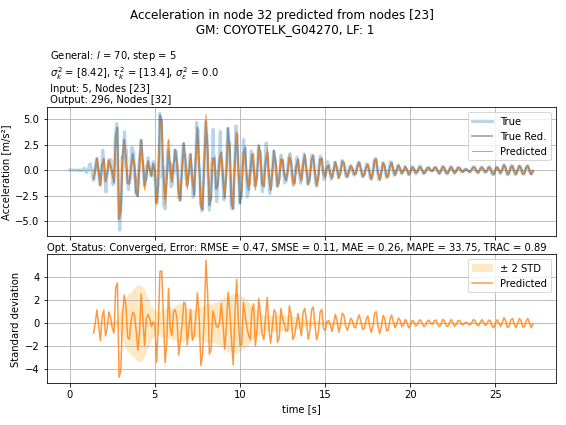 Acceleration in node 32 predicted from nodes [23]
GM: COYOTELK_G04270, LF: 1
General: l = 70, step = 5
σ²ₖ = [8.42], τ²ₖ = [13.4], σ²ε = 0.0
Input: 5, Nodes [23]
Output: 296, Nodes [32]
Acceleration [m/s²]
5.0
2.5
0.0
−2.5
−5.0
True
True Red.
Predicted
Opt. Status: Converged, Error: RMSE = 0.47, SMSE = 0.11, MAE = 0.26, MAPE = 33.75, TRAC = 0.89
Standard deviation
4
2
0
−2
−4
± 2 STD
Predicted
0 5 10 15 20 25
time [s]